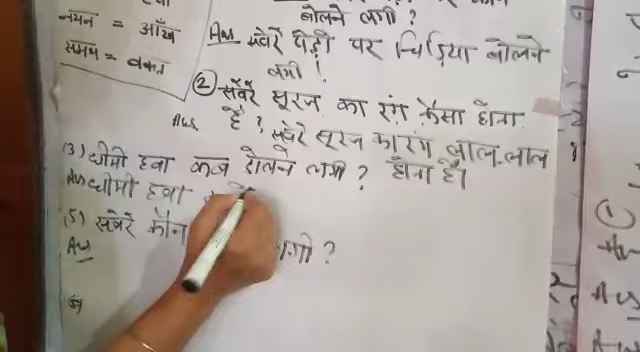 नयन = आँख
समय = वक्त
बोलने लगी ?
Ans सवेरे पेड़ों पर चिड़िया बोलने
लगी !
(2) सवेरे सूरज का रंग कैसा होता
है ?
Ans. सवेरे सूरज का रंग लाल-लाल
होता है।
(3) धीमी हवा कब डोलने लगी ?
Ans धीमी हवा
(5) सवेरे कौन लगी ?
Ans